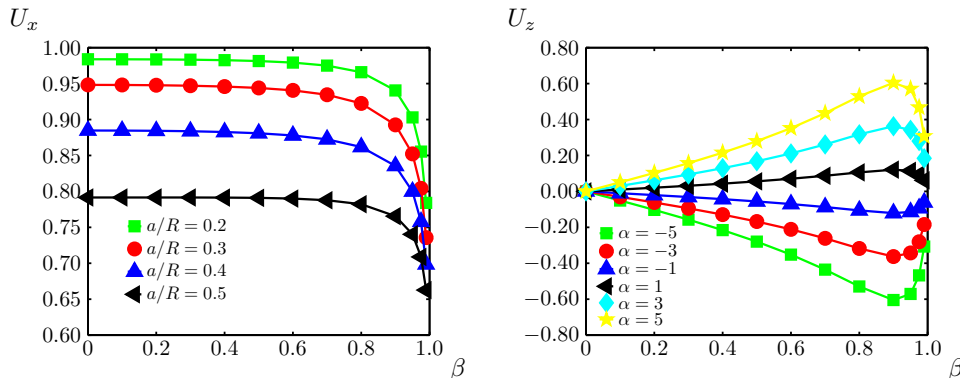 U_x
1.00
0.95
0.90
0.85
0.80
0.75
0.70
0.65
0.60
a/R = 0.2
a/R = 0.3
a/R = 0.4
a/R = 0.5
0 0.2 0.4 0.6 0.8 1.0
β
U_z
0.80
0.60
0.40
0.20
0.00
−0.20
−0.40
−0.60
−0.80
α = −5
α = −3
α = −1
α = 1
α = 3
α = 5
0 0.2 0.4 0.6 0.8 1.0
β